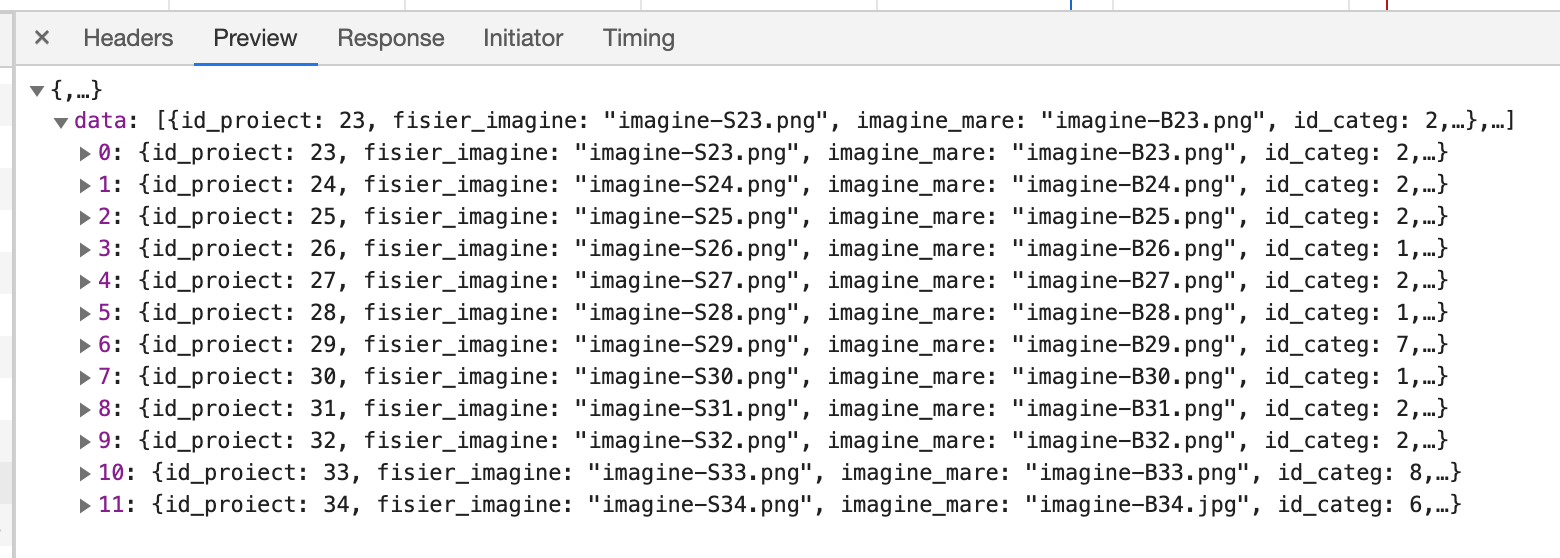 × Headers Preview Response Initiator Timing
▼{,…}
▼data: [{id_proiect: 23, fisier_imagine: "imagine-S23.png", imagine_mare: "imagine-B23.png", id_categ: 2,…},…]
▶0: {id_proiect: 23, fisier_imagine: "imagine-S23.png", imagine_mare: "imagine-B23.png", id_categ: 2,…}
▶1: {id_proiect: 24, fisier_imagine: "imagine-S24.png", imagine_mare: "imagine-B24.png", id_categ: 2,…}
▶2: {id_proiect: 25, fisier_imagine: "imagine-S25.png", imagine_mare: "imagine-B25.png", id_categ: 2,…}
▶3: {id_proiect: 26, fisier_imagine: "imagine-S26.png", imagine_mare: "imagine-B26.png", id_categ: 1,…}
▶4: {id_proiect: 27, fisier_imagine: "imagine-S27.png", imagine_mare: "imagine-B27.png", id_categ: 2,…}
▶5: {id_proiect: 28, fisier_imagine: "imagine-S28.png", imagine_mare: "imagine-B28.png", id_categ: 1,…}
▶6: {id_proiect: 29, fisier_imagine: "imagine-S29.png", imagine_mare: "imagine-B29.png", id_categ: 7,…}
▶7: {id_proiect: 30, fisier_imagine: "imagine-S30.png", imagine_mare: "imagine-B30.png", id_categ: 1,…}
▶8: {id_proiect: 31, fisier_imagine: "imagine-S31.png", imagine_mare: "imagine-B31.png", id_categ: 2,…}
▶9: {id_proiect: 32, fisier_imagine: "imagine-S32.png", imagine_mare: "imagine-B32.png", id_categ: 2,…}
▶10: {id_proiect: 33, fisier_imagine: "imagine-S33.png", imagine_mare: "imagine-B33.png", id_categ: 8,…}
▶11: {id_proiect: 34, fisier_imagine: "imagine-S34.png", imagine_mare: "imagine-B34.jpg", id_categ: 6,…}